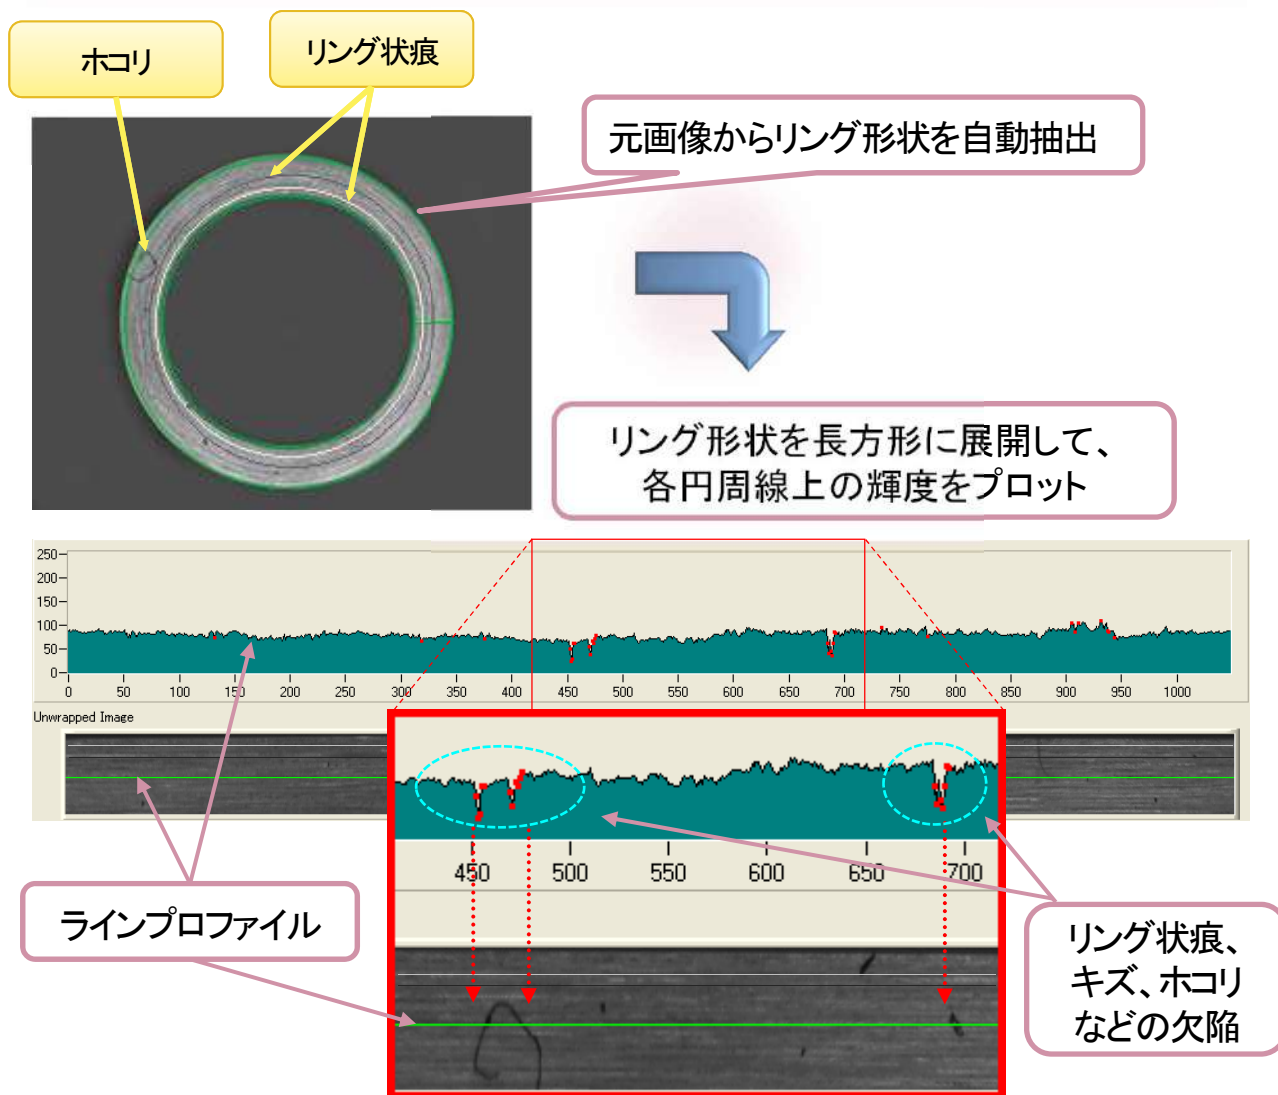 ホコリ
リング状痕
元画像からリング形状を自動抽出
リング形状を長方形に展開して、
各円周線上の輝度をプロット
250
200
150
100
50
0
0 50 100 150 200 250 300 350 400 450 500 550 600 650 700 750 800 850 900 950 1000
Unwrapped Image
450 500 550 600 650 700
ラインプロファイル
リング状痕、
キズ、ホコリ
などの欠陥